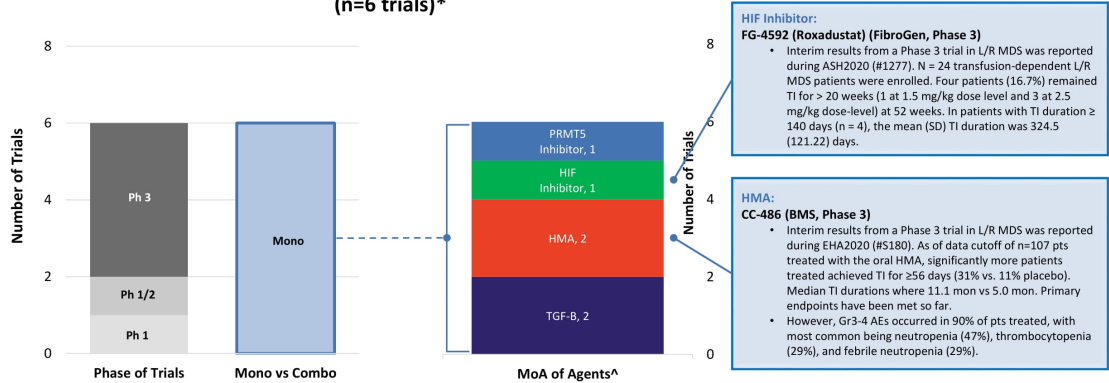 (n=6 trials)*
Number of Trials
8
6
4
2
0
Ph 3
Ph 1/2
Ph 1
Mono
Phase of Trials
Mono vs Combo
PRMT5
Inhibitor, 1
HIF
Inhibitor, 1
HMA, 2
TGF-B, 2
MoA of Agents^
8
6
4
2
0
Number of Trials
HIF Inhibitor:
FG-4592 (Roxadustat) (FibroGen, Phase 3)
• Interim results from a Phase 3 trial in L/R MDS was reported
during ASH2020 (#1277). N = 24 transfusion-dependent L/R
MDS patients were enrolled. Four patients (16.7%) remained
TI for > 20 weeks (1 at 1.5 mg/kg dose level and 3 at 2.5
mg/kg dose-level) at 52 weeks. In patients with TI duration ≥
140 days (n = 4), the mean (SD) TI duration was 324.5
(121.22) days.
HMA:
CC-486 (BMS, Phase 3)
• Interim results from a Phase 3 trial in L/R MDS was reported
during EHA2020 (#S180). As of data cutoff of n=107 pts
treated with the oral HMA, significantly more patients
treated achieved TI for ≥56 days (31% vs. 11% placebo).
Median TI durations where 11.1 mon vs 5.0 mon. Primary
endpoints have been met so far.
• However, Gr3-4 AEs occurred in 90% of pts treated, with
most common being neutropenia (47%), thrombocytopenia
(29%), and febrile neutropenia (29%).